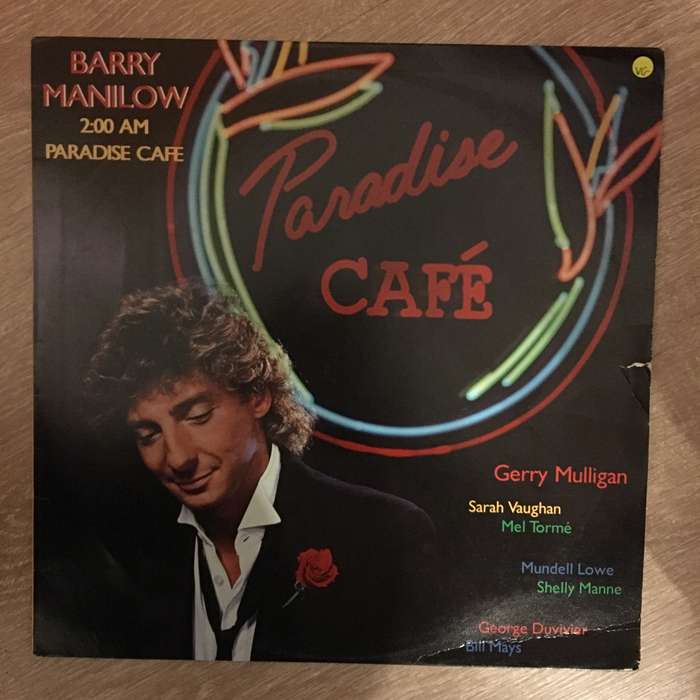 BARRY
MANILOW
2:00 AM
PARADISE CAFE
Paradise
CAFÉ
VG-
Gerry Mulligan
Sarah Vaughan
Mel Tormé
Mundell Lowe
Shelly Manne
George Duvivier
Bill Mays